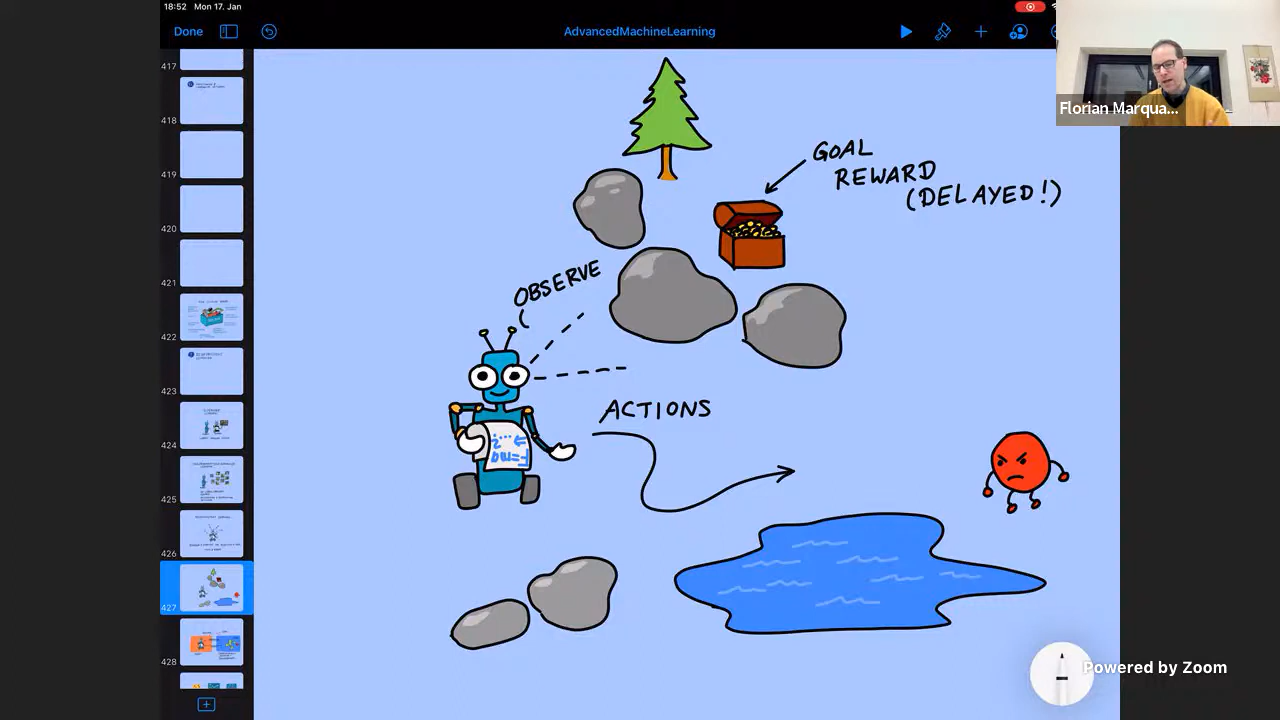 18:52 Mon 17. Jan
Done
AdvancedMachineLearning
Florian Marqua...
417
418
419
420
421
422
423
424
425
426
427
428
GOAL
REWARD
(DELAYED!)
OBSERVE
ACTIONS
F=ma
⇒...?
Powered by Zoom